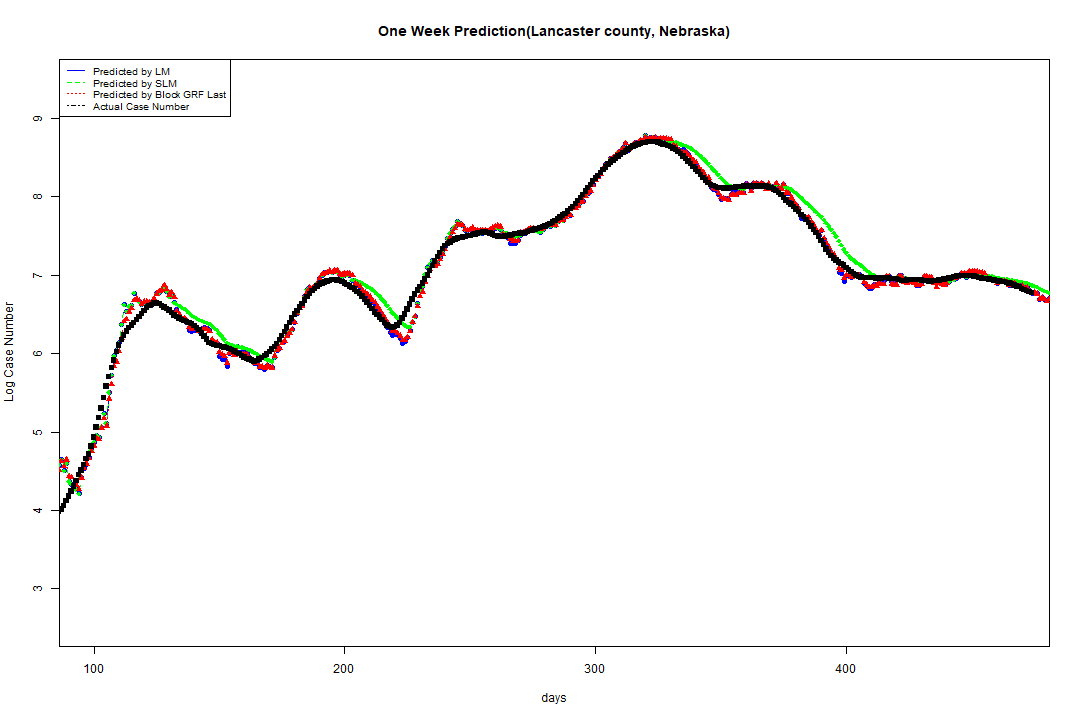 One Week Prediction(Lancaster county, Nebraska)
Predicted by LM
Predicted by SLM
Predicted by Block GRF Last
Actual Case Number
9
8
7
6
5
4
3
Log Case Number
100 200 300 400
days